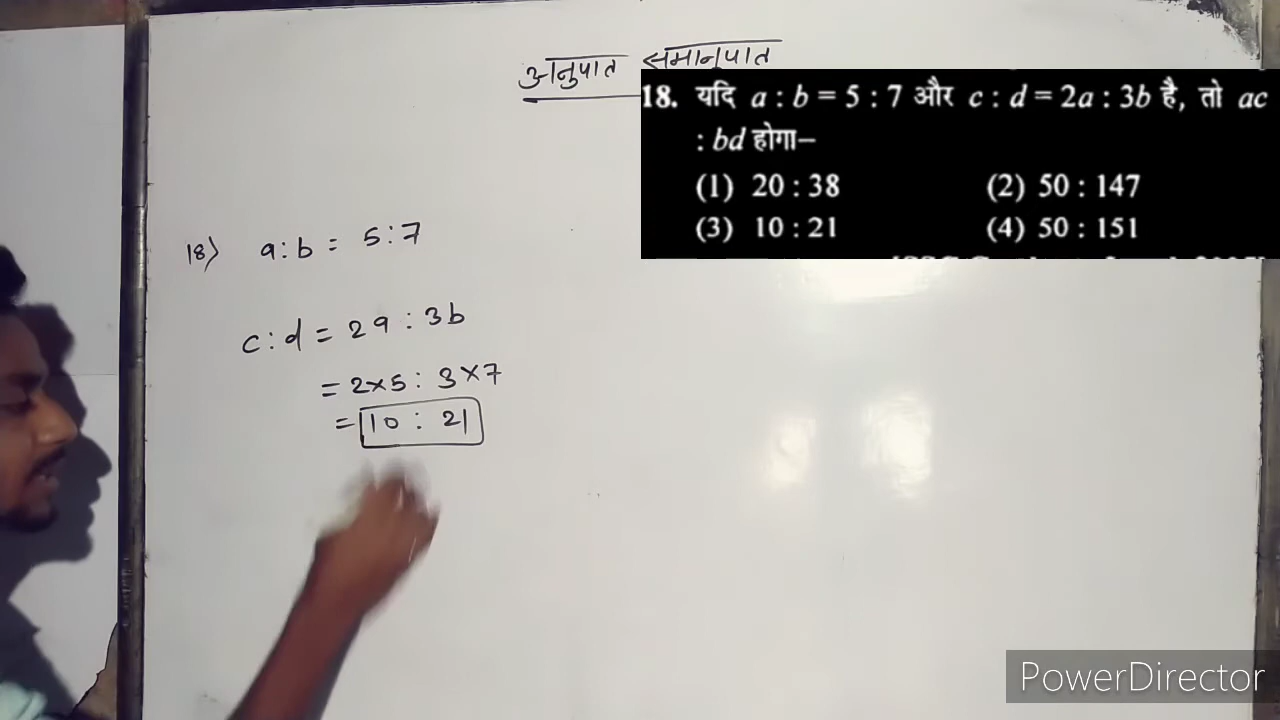 अनुपात समानुपात
18. यदि a : b = 5 : 7 और c : d = 2a : 3b है, तो ac
: bd होगा–
(1) 20 : 38 (2) 50 : 147
(3) 10 : 21 (4) 50 : 151
18) a : b = 5 : 7
c : d = 2a : 3b
= 2×5 : 3×7
= 10 : 21
PowerDirector